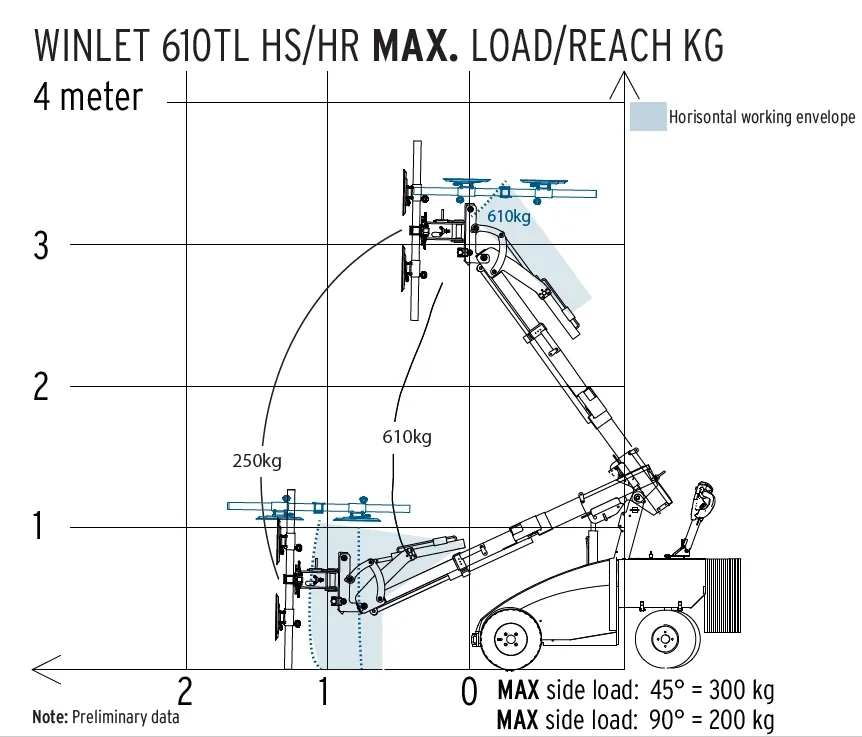 WINLET 610TL HS/HR MAX. LOAD/REACH KG
4 meter
Horisontal working envelope
610kg
3
2
610kg
250kg
1
2 1 0
MAX side load: 45° = 300 kg
Note: Preliminary data
MAX side load: 90° = 200 kg